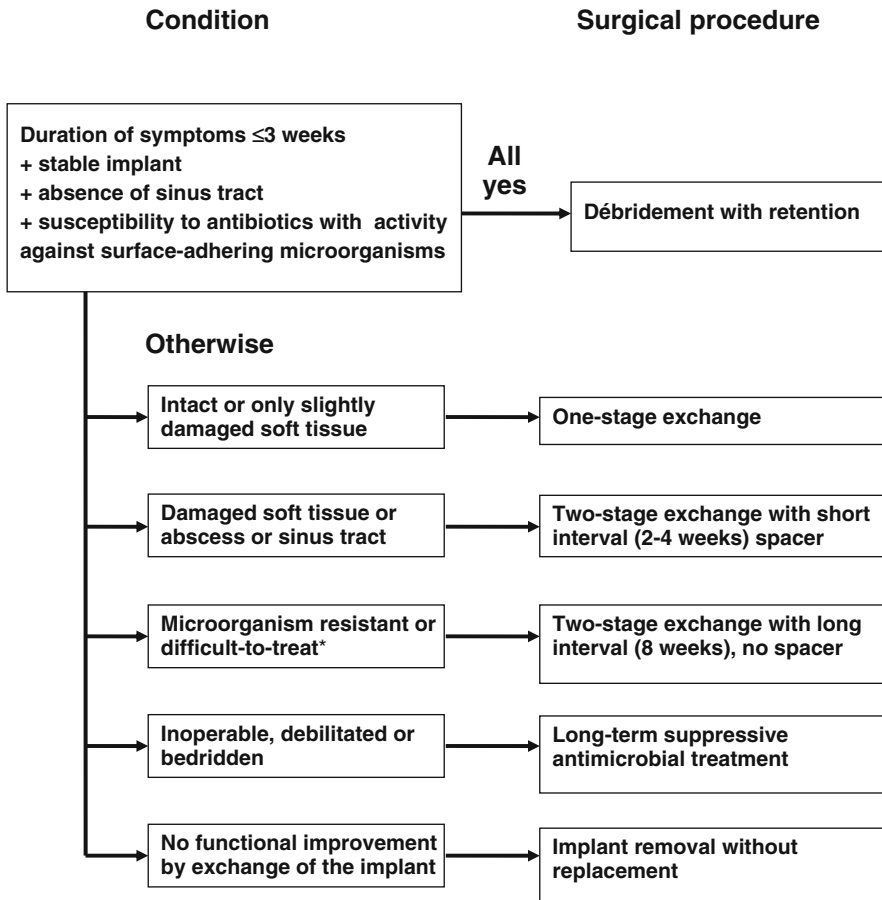 Condition
Surgical procedure
Duration of symptoms ≤3 weeks
+ stable implant
+ absence of sinus tract
+ susceptibility to antibiotics with activity
against surface-adhering microorganisms
All
yes
Débridement with retention
Otherwise
Intact or only slightly
damaged soft tissue
One-stage exchange
Damaged soft tissue or
abscess or sinus tract
Two-stage exchange with short
interval (2-4 weeks) spacer
Microorganism resistant or
difficult-to-treat*
Two-stage exchange with long
interval (8 weeks), no spacer
Inoperable, debilitated or
bedridden
Long-term suppressive
antimicrobial treatment
No functional improvement
by exchange of the implant
Implant removal without
replacement